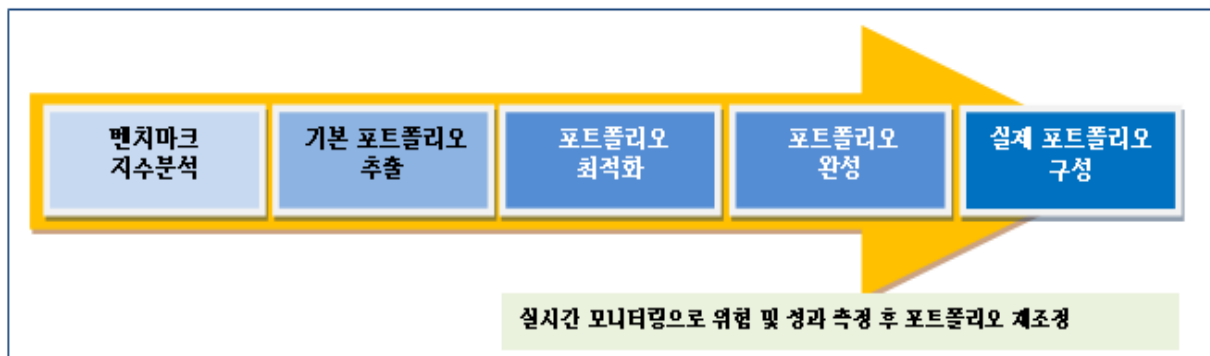 벤치마크
지수분석
기본 포트폴리오
추출
포트폴리오
최적화
포트폴리오
완성
실제 포트폴리오
구성
실시간 모니터링으로 위험 및 성과 측정 후 포트폴리오 재조정